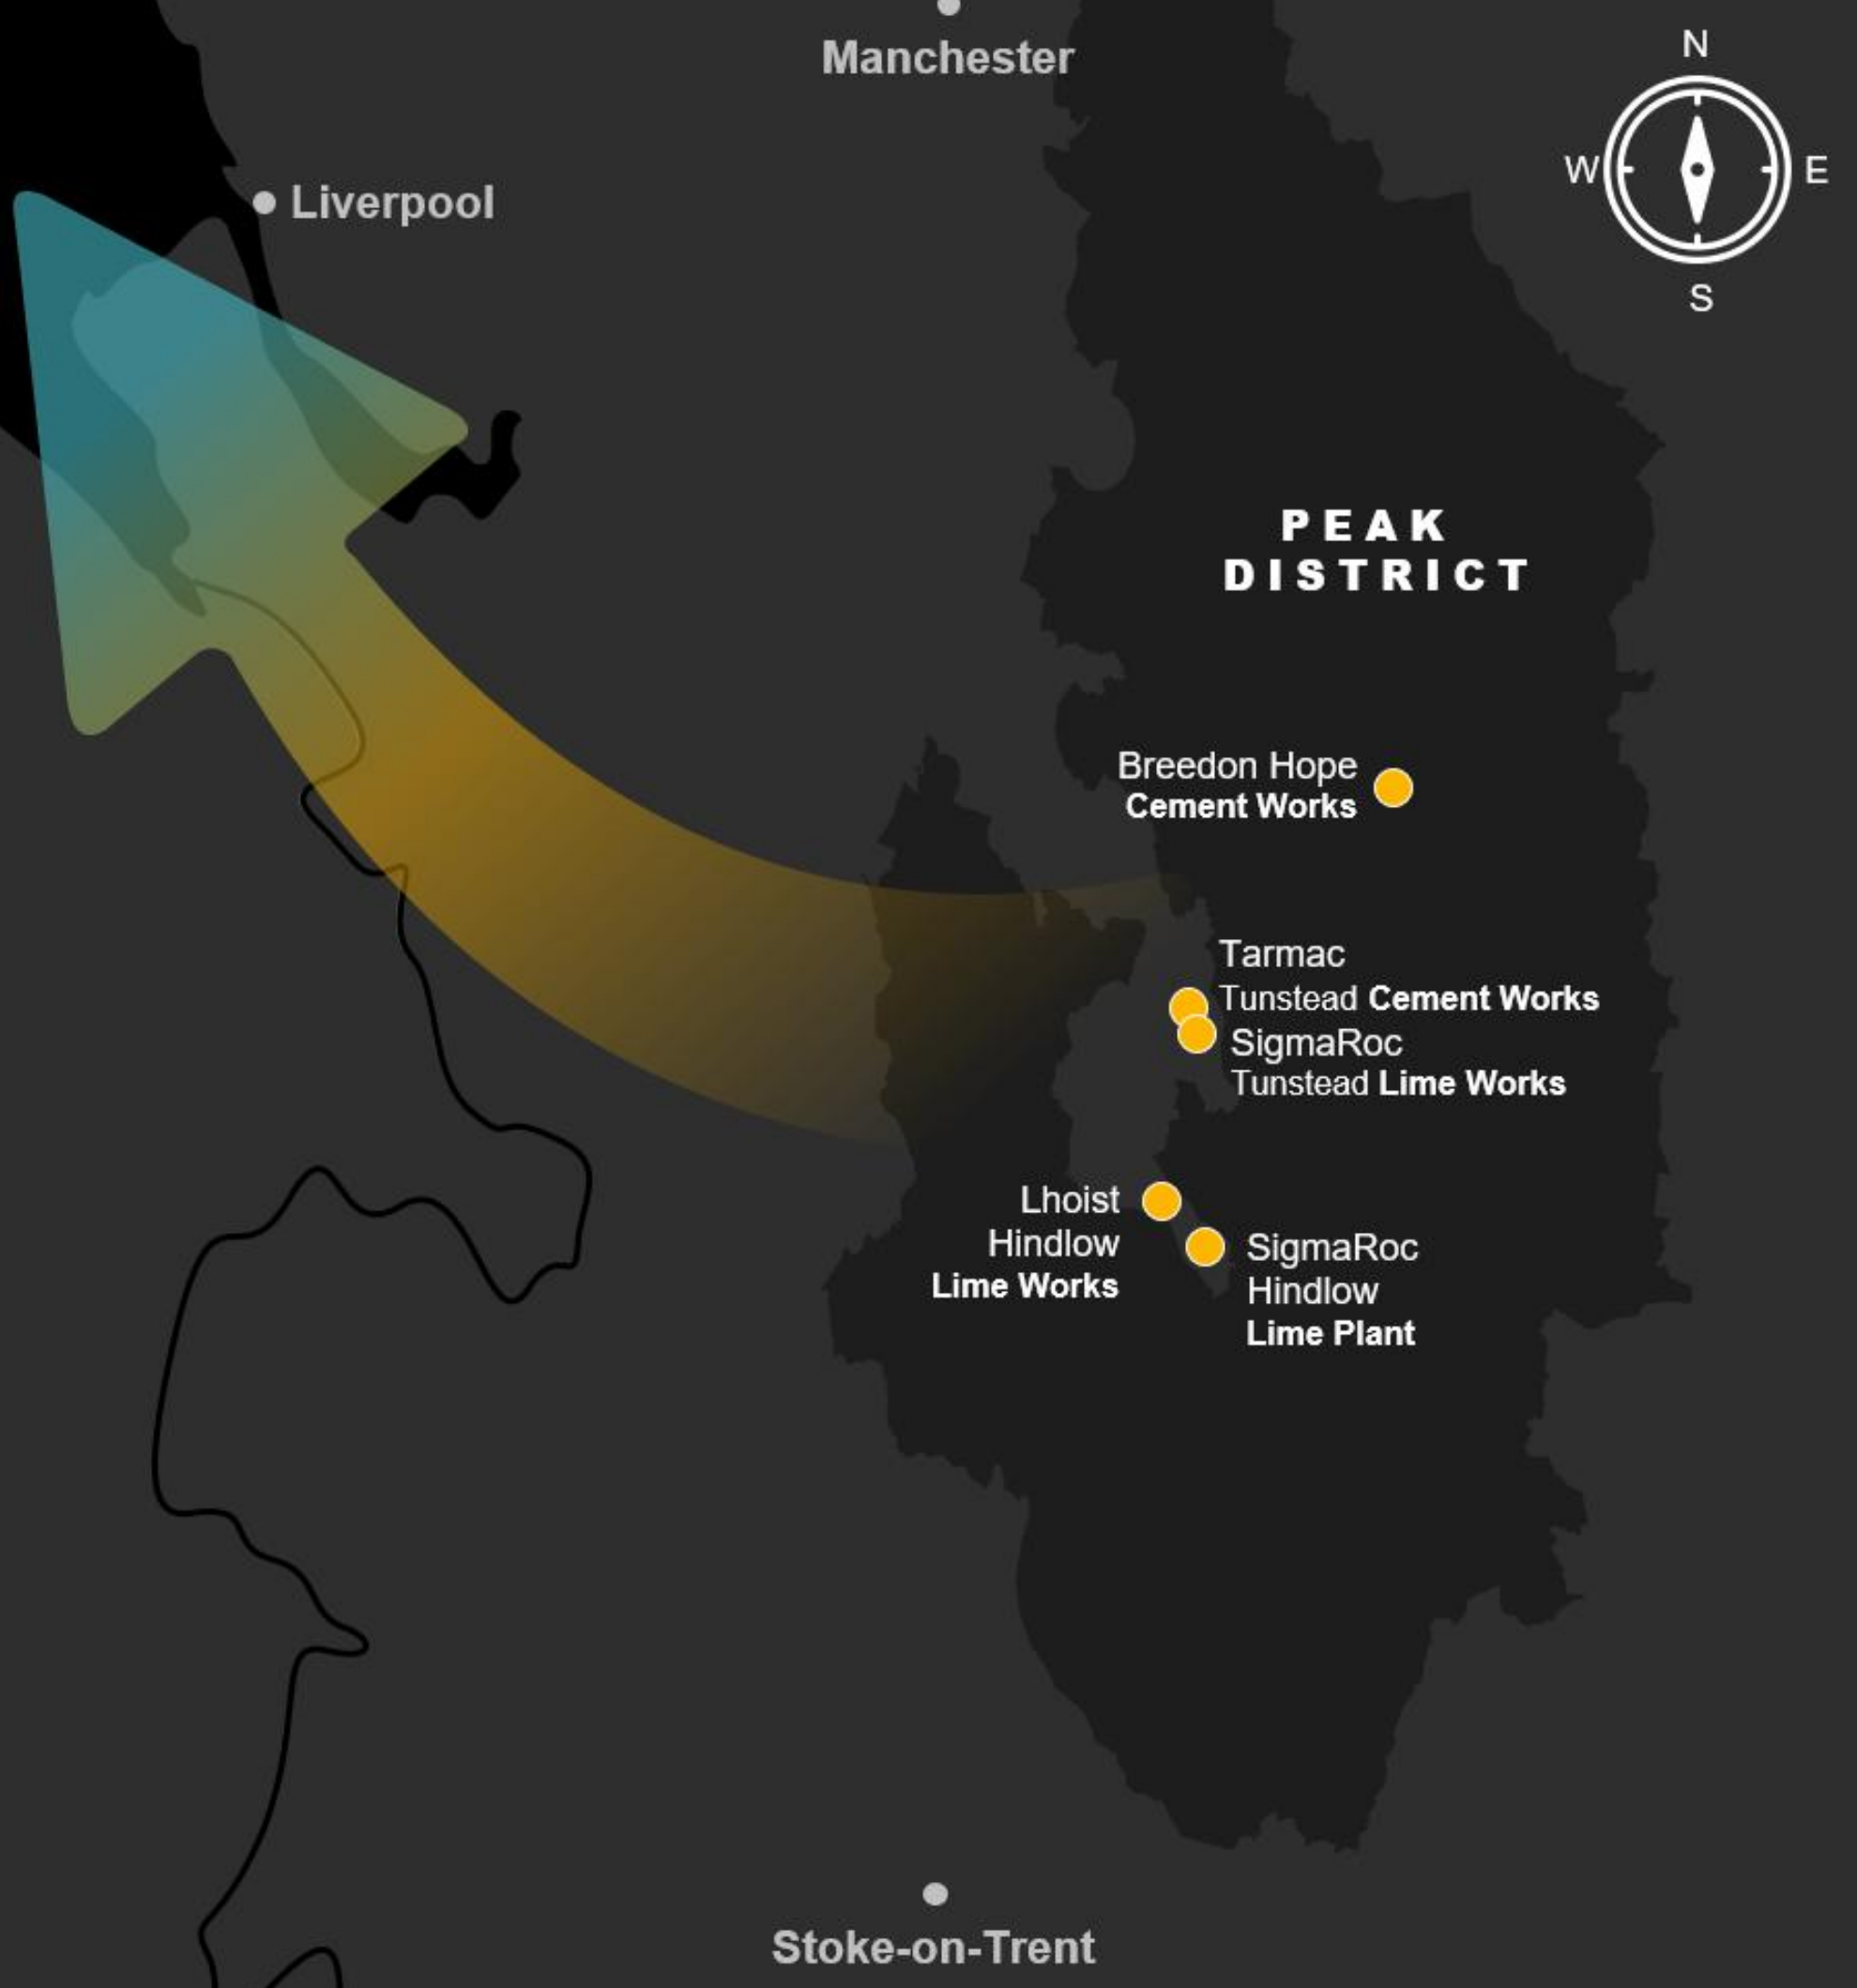 Manchester
N
W
E
S
Liverpool
PEAK
DISTRICT
Breedon Hope
Cement Works
Tarmac
Tunstead Cement Works
SigmaRoc
Tunstead Lime Works
Lhoist
Hindlow
Lime Works
SigmaRoc
Hindlow
Lime Plant
Stoke-on-Trent